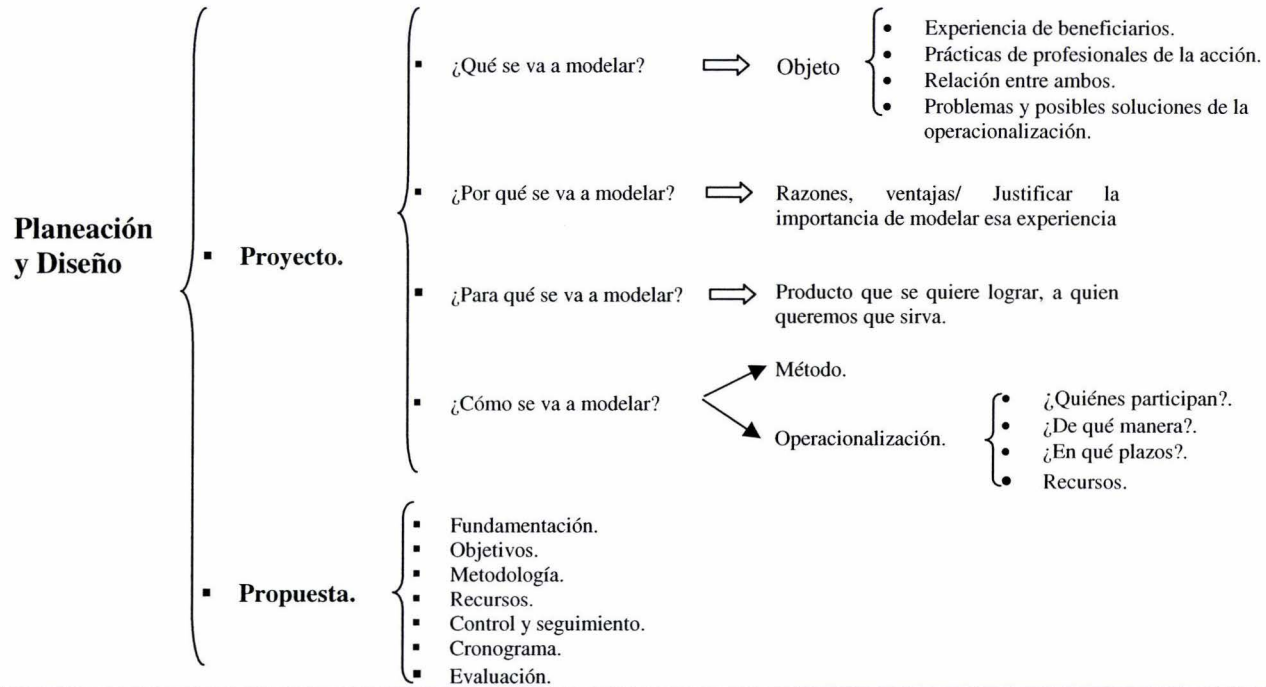 Planeación
y Diseño
▪ Proyecto.
▪ ¿Qué se va a modelar?
Objeto
• Experiencia de beneficiarios.
• Prácticas de profesionales de la acción.
• Relación entre ambos.
• Problemas y posibles soluciones de la
operacionalización.
▪ ¿Por qué se va a modelar?
Razones, ventajas/ Justificar la
importancia de modelar esa experiencia
▪ ¿Para qué se va a modelar?
Producto que se quiere lograr, a quien
queremos que sirva.
▪ ¿Cómo se va a modelar?
Método.
Operacionalización.
• ¿Quiénes participan?.
• ¿De qué manera?.
• ¿En qué plazos?.
• Recursos.
▪ Propuesta.
▪ Fundamentación.
▪ Objetivos.
▪ Metodología.
▪ Recursos.
▪ Control y seguimiento.
▪ Cronograma.
▪ Evaluación.